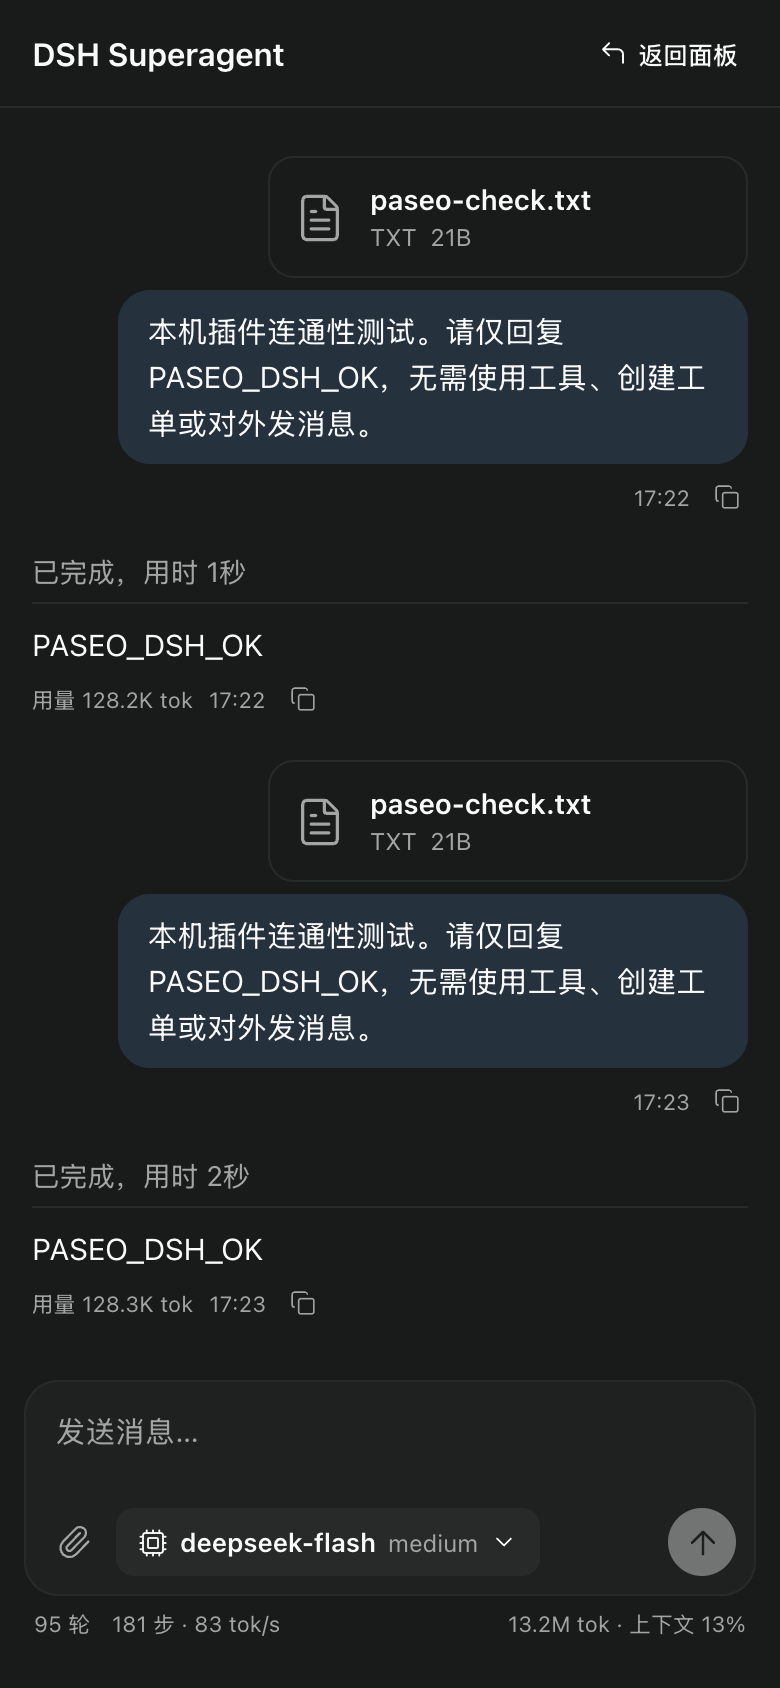 DSH Superagent
返回面板
paseo-check.txt
TXT 21B
本机插件连通性测试。请仅回复
PASEO_DSH_OK，无需使用工具、创建工
单或对外发消息。
17:22
已完成，用时 1秒
PASEO_DSH_OK
用量 128.2K tok 17:22
paseo-check.txt
TXT 21B
本机插件连通性测试。请仅回复
PASEO_DSH_OK，无需使用工具、创建工
单或对外发消息。
17:23
已完成，用时 2秒
PASEO_DSH_OK
用量 128.3K tok 17:23
发送消息...
deepseek-flash medium
95 轮 181 步 · 83 tok/s
13.2M tok · 上下文 13%